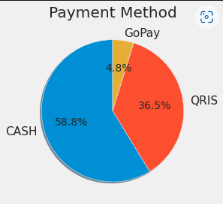 Payment Method
GoPay
4.8%
36.5%
QRIS
58.8%
CASH